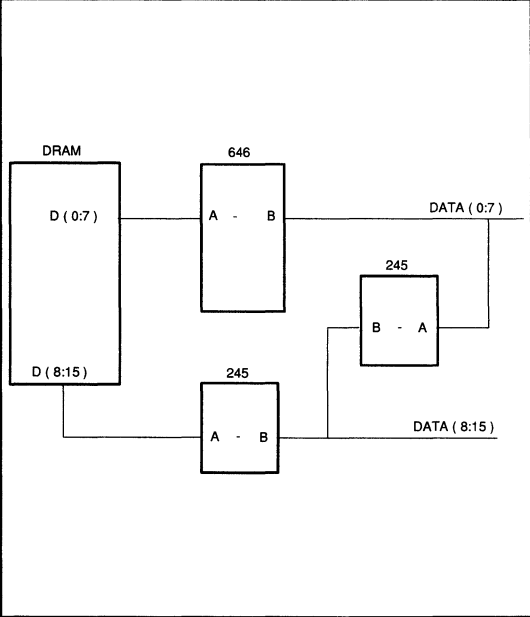 DRAM
646
D ( 0:7 )
A - B
DATA ( 0:7 )
245
B - A
D ( 8:15 )
245
A - B
DATA ( 8:15 )